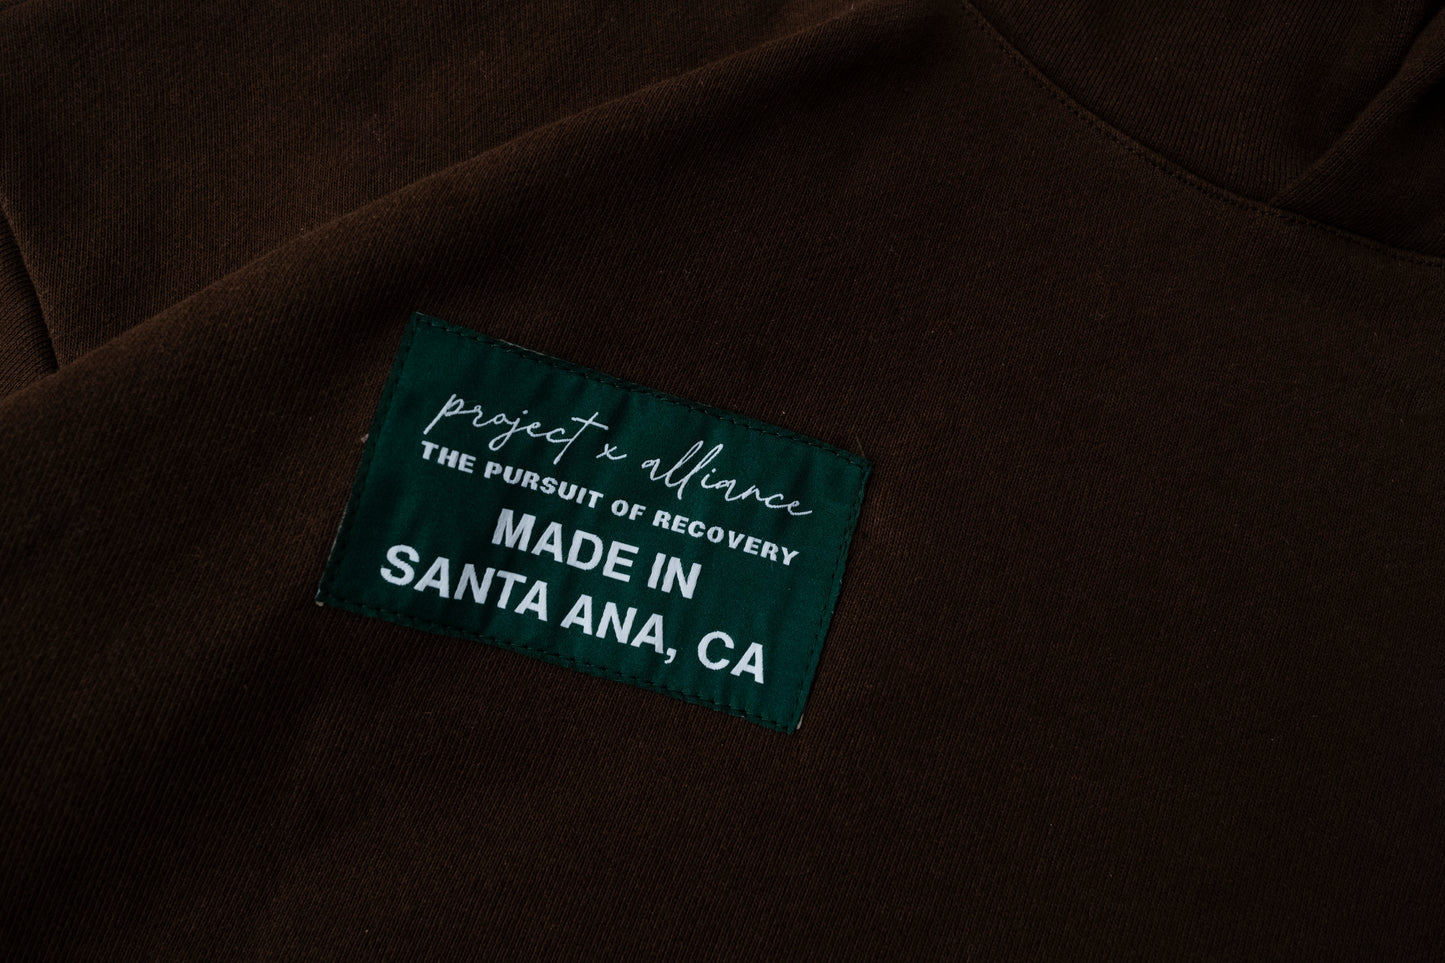 project x alliance
THE PURSUIT OF RECOVERY
MADE IN
SANTA ANA, CA